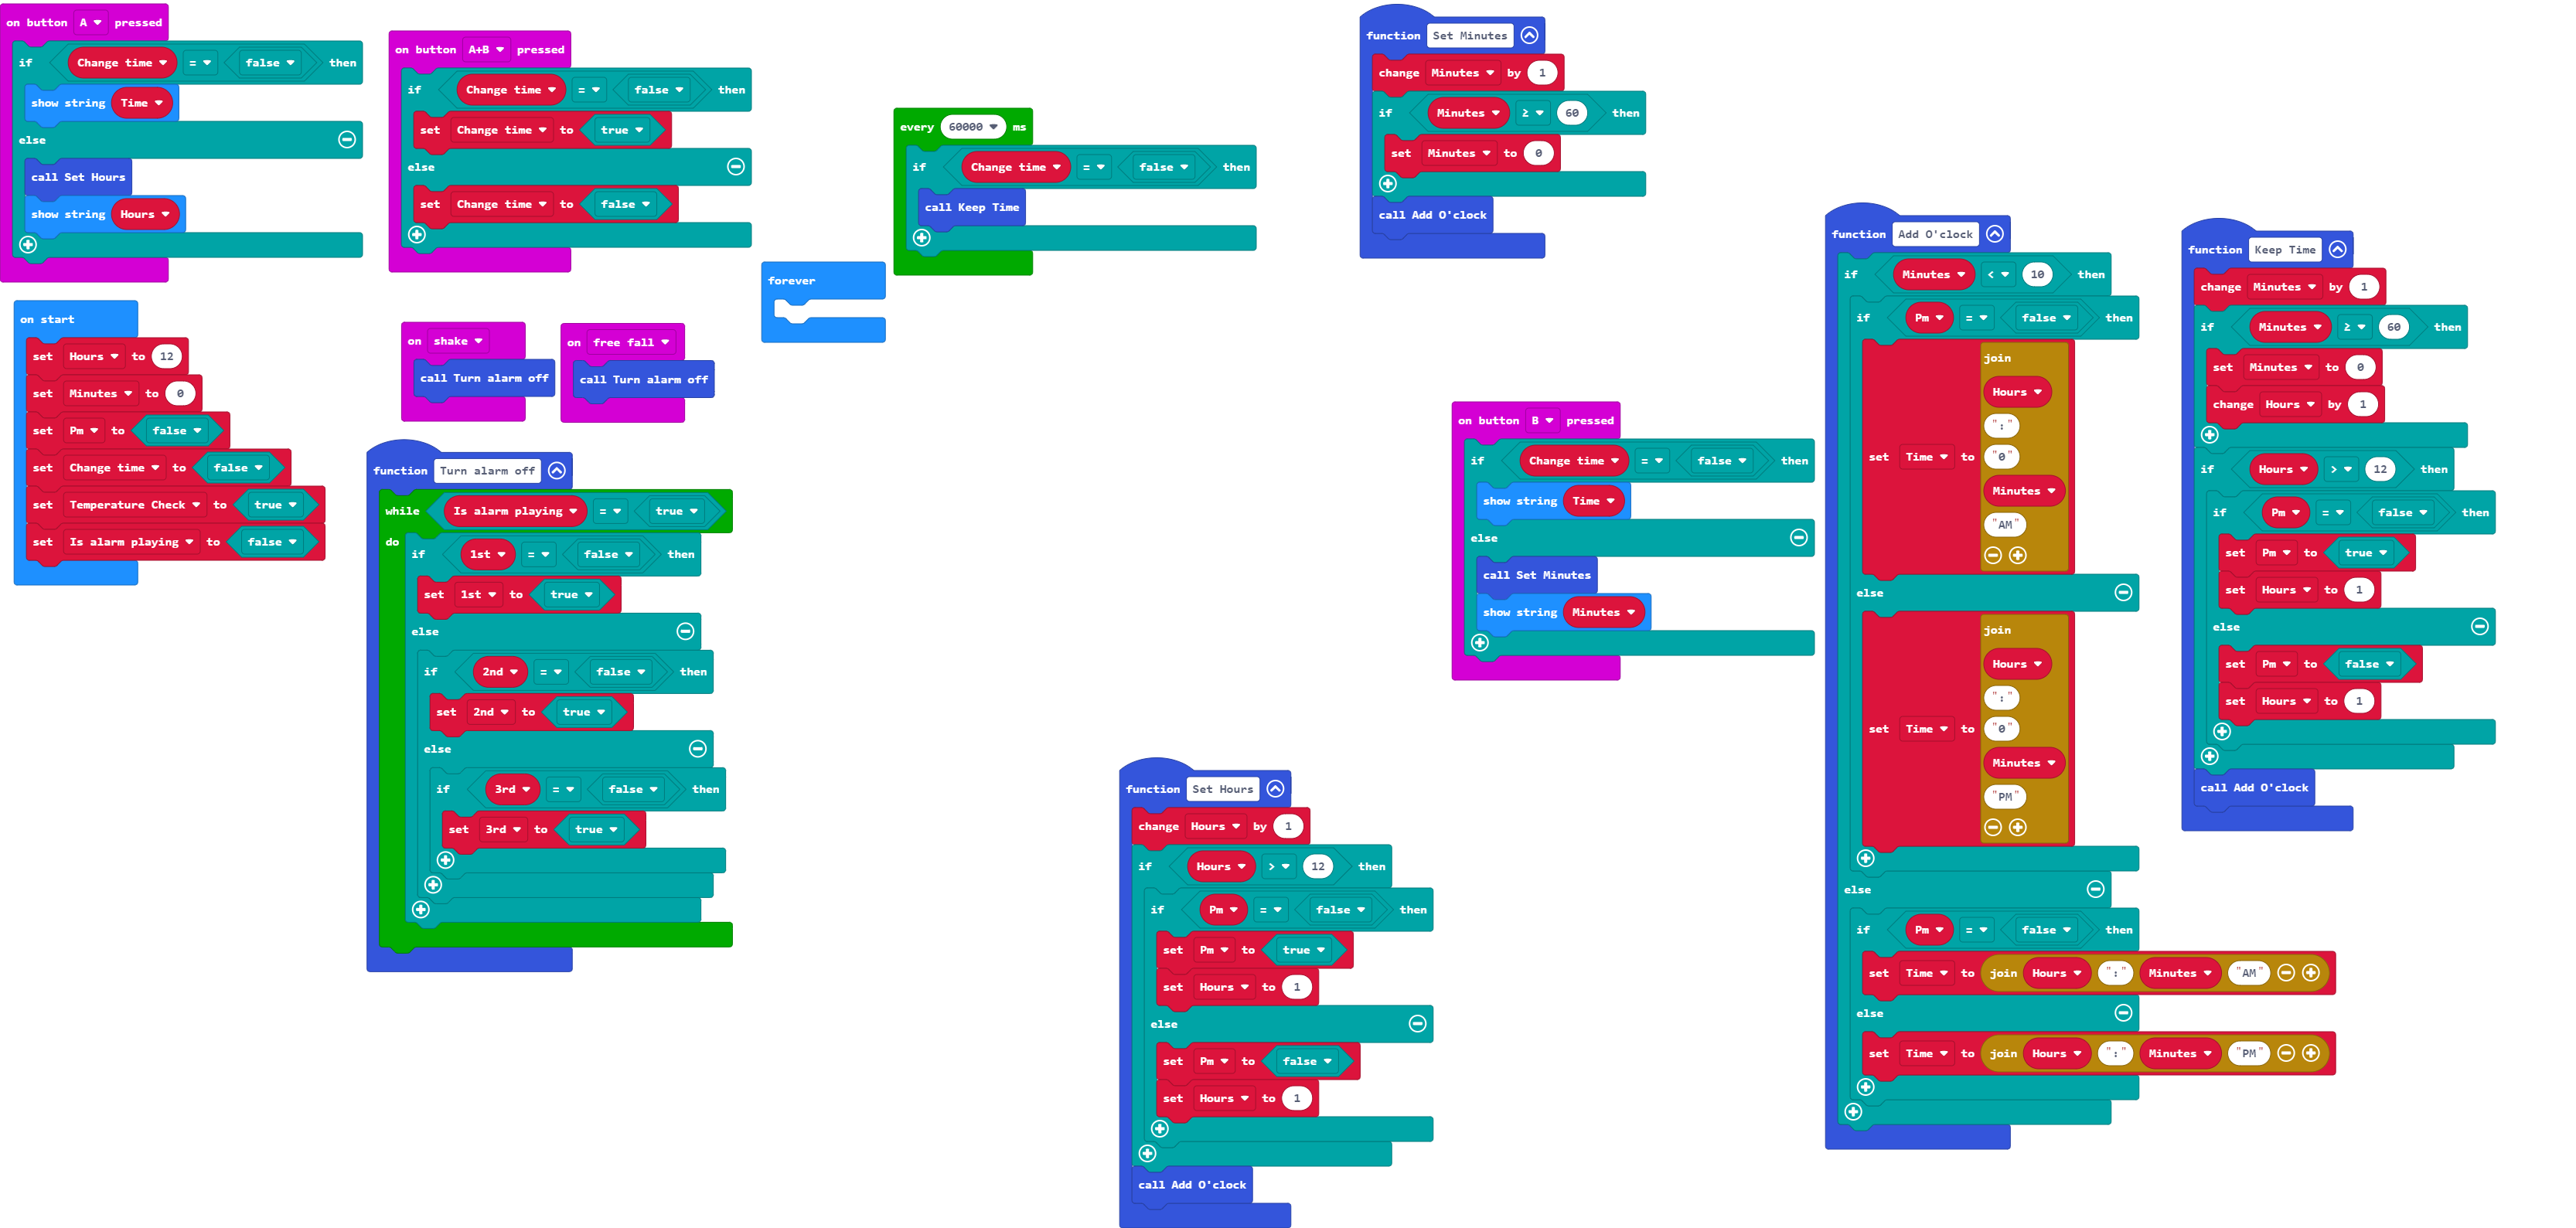 on button A pressed
if Change time = false then
show string Time
else
call Set Hours
show string Hours
on start
set Hours to 12
set Minutes to 0
set Pm to false
set Change time to false
set Temperature Check to true
set Is alarm playing to false
on button A+B pressed
if Change time = false then
set Change time to true
else
set Change time to false
on shake
call Turn alarm off
on free fall
call Turn alarm off
function Turn alarm off
while Is alarm playing = true
do if 1st = false then
set 1st to true
else
if 2nd = false then
set 2nd to true
else
if 3rd = false then
set 3rd to true
forever
every 60000 ms
if Change time = false then
call Keep Time
function Set Minutes
change Minutes by 1
if Minutes ≥ 60 then
set Minutes to 0
call Add O'clock
on button B pressed
if Change time = false then
show string Time
else
call Set Minutes
show string Minutes
function Set Hours
change Hours by 1
if Hours > 12 then
if Pm = false then
set Pm to true
set Hours to 1
else
set Pm to false
set Hours to 1
call Add O'clock
function Add O'clock
if Minutes < 10 then
if Pm = false then
set Time to join
Hours
":"
"0"
Minutes
"AM"
else
set Time to join
Hours
":"
"0"
Minutes
"PM"
else
if Pm = false then
set Time to join Hours ":" Minutes "AM"
else
set Time to join Hours ":" Minutes "PM"
function Keep Time
change Minutes by 1
if Minutes ≥ 60 then
set Minutes to 0
change Hours by 1
if Hours > 12 then
if Pm = false then
set Pm to true
set Hours to 1
else
set Pm to false
set Hours to 1
call Add O'clock